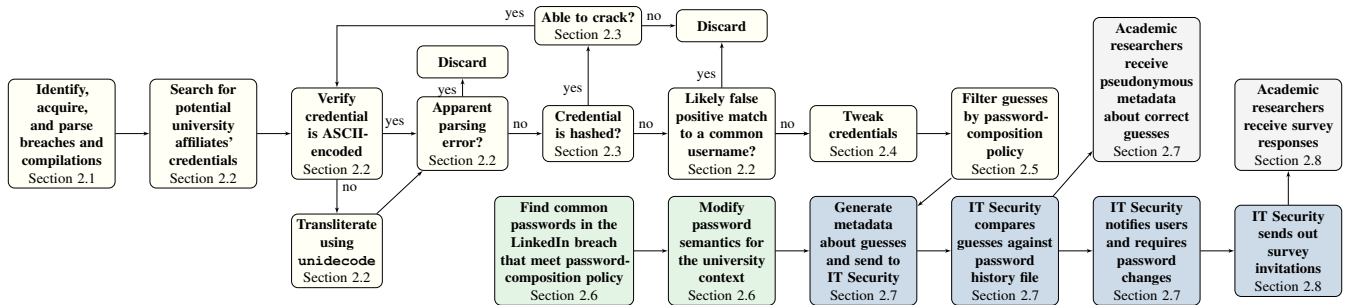 yes
Able to crack?
Section 2.3
no
Discard
Discard
yes
yes
yes
Identify,
acquire,
and parse
breaches and
compilations
Section 2.1
Search for
potential
university
affiliates'
credentials
Section 2.2
Verify
credential
is ASCII-
encoded
Section 2.2
yes
Apparent
parsing
error?
Section 2.2
no
Credential
is hashed?
Section 2.3
no
Likely false
positive match
to a common
username?
Section 2.2
no
Tweak
credentials
Section 2.4
Filter guesses
by password-
composition
policy
Section 2.5
Academic
researchers
receive
pseudonymous
metadata
about correct
guesses
Section 2.7
Academic
researchers
receive survey
responses
Section 2.8
no
Transliterate
using
unidecode
Section 2.2
Find common
passwords in the
LinkedIn breach
that meet password-
composition policy
Section 2.6
Modify
password
semantics for
the university
context
Section 2.6
Generate
metadata
about guesses
and send to
IT Security
Section 2.7
IT Security
compares
guesses against
password
history file
Section 2.7
IT Security
notifies users
and requires
password
changes
Section 2.7
IT Security
sends out
survey
invitations
Section 2.8